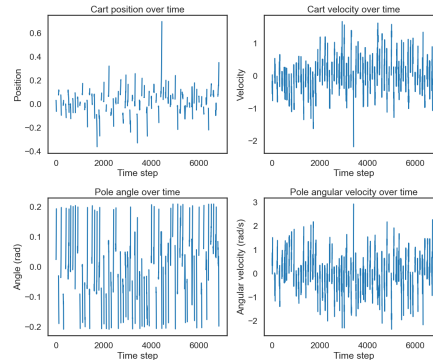 Cart position over time
0.6
0.4
0.2
0.0
−0.2
−0.4
Position
0 2000 4000 6000
Time step
Cart velocity over time
1
0
−1
−2
Velocity
0 2000 4000 6000
Time step
Pole angle over time
0.2
0.1
0.0
−0.1
−0.2
Angle (rad)
0 2000 4000 6000
Time step
Pole angular velocity over time
3
2
1
0
−1
−2
Angular velocity (rad/s)
0 2000 4000 6000
Time step